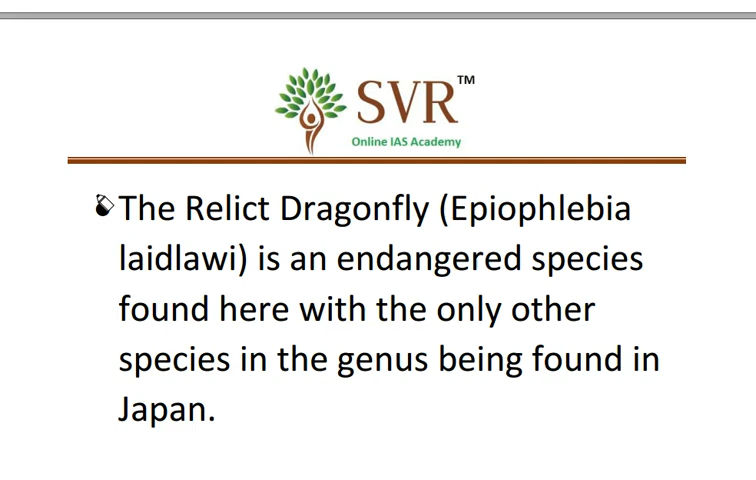 SVR™
Online IAS Academy
The Relict Dragonfly (Epiophlebia
laidlawi) is an endangered species
found here with the only other
species in the genus being found in
Japan.